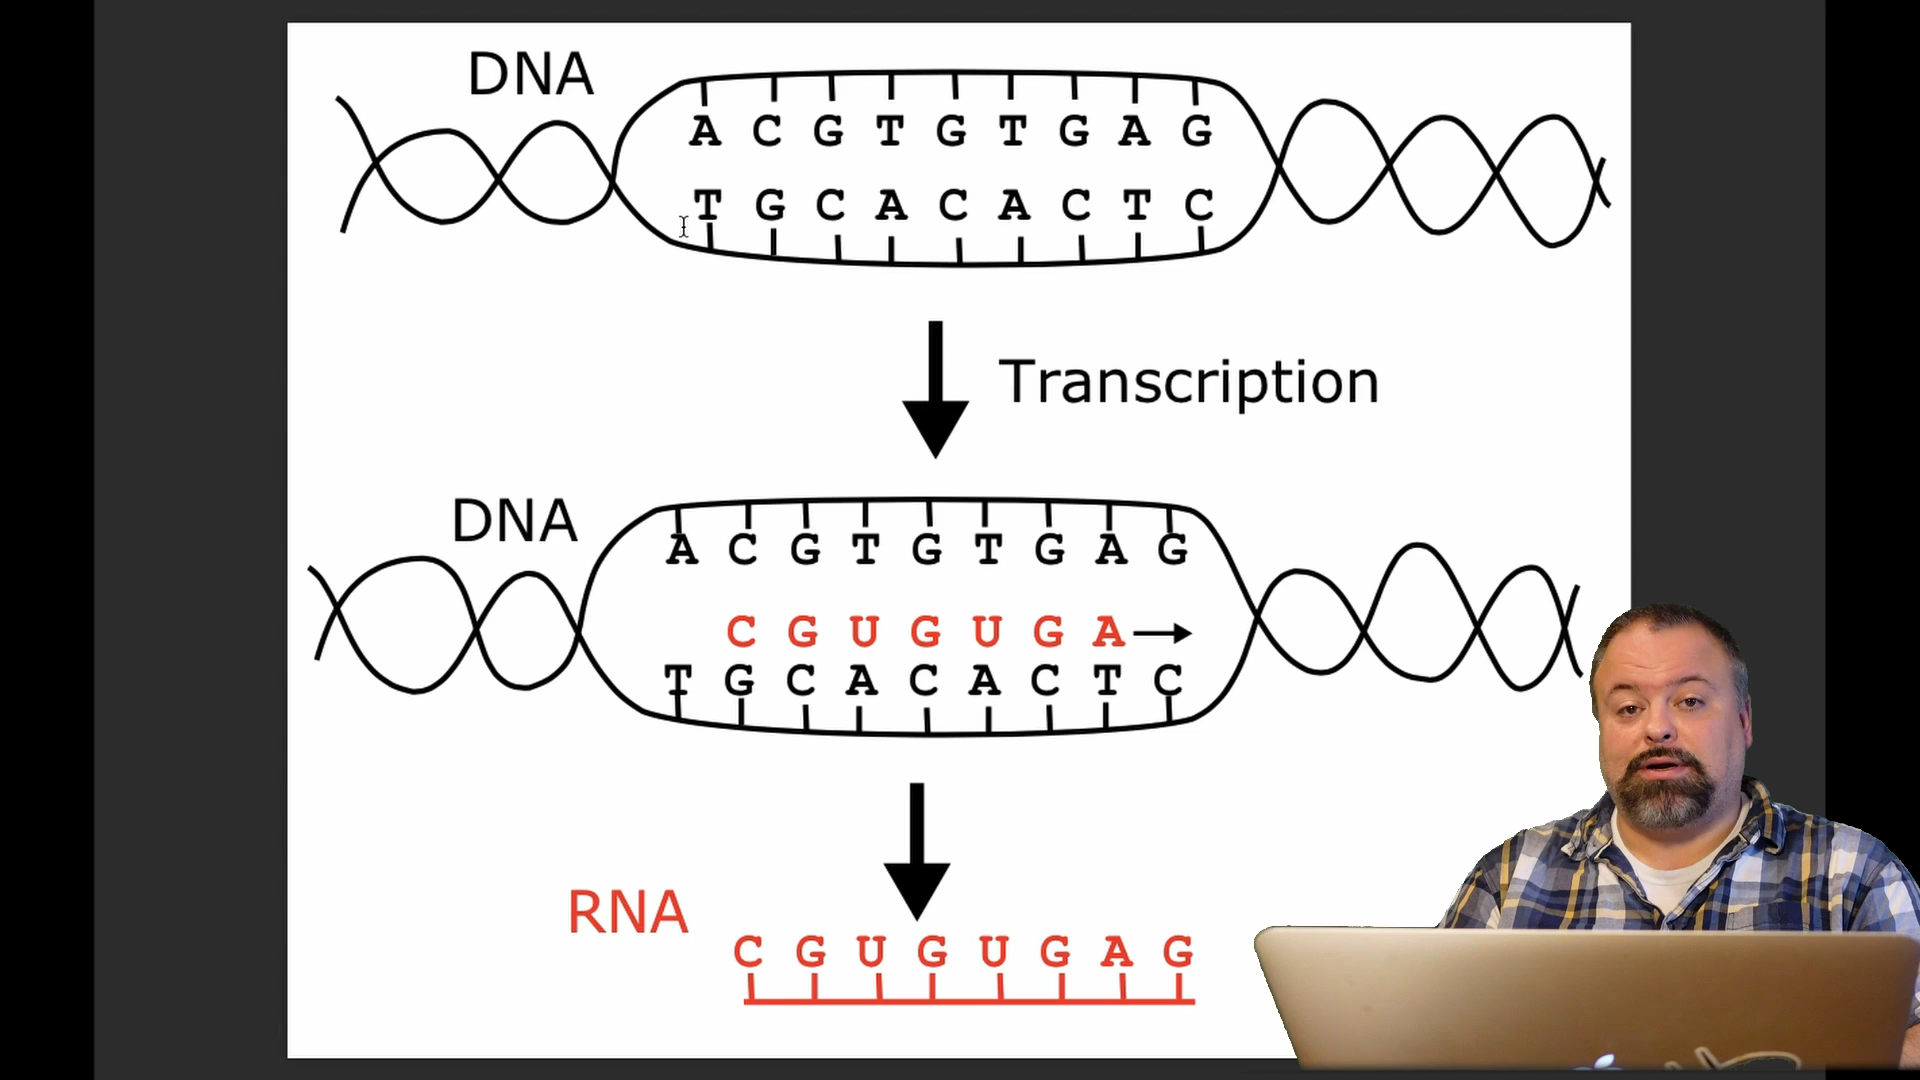 DNA
A C G T G T G A G
T G C A C A C T C
Transcription
DNA
A C G T G T G A G
C G U G U G A
T G C A C A C T C
RNA
C G U G U G A G